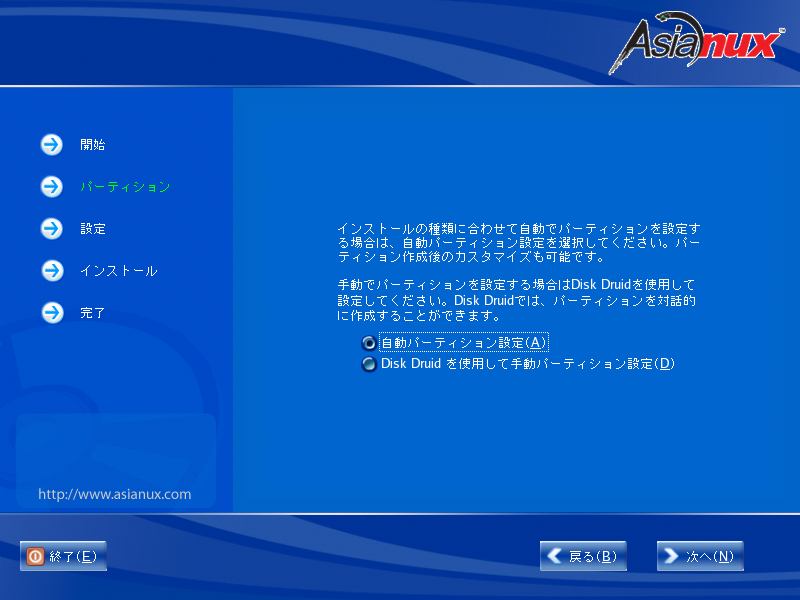 Asianux™
開始
パーティション
設定
インストール
完了
http://www.asianux.com
インストールの種類に合わせて自動でパーティションを設定す
る場合は、自動パーティション設定を選択してください。パー
ティション作成後のカスタマイズも可能です。
手動でパーティションを設定する場合はDisk Druidを使用して
設定してください。Disk Druidでは、パーティションを対話的
に作成することができます。
自動パーティション設定(A)
Disk Druid を使用して手動パーティション設定(D)
終了(E)
戻る(B)
次へ(N)